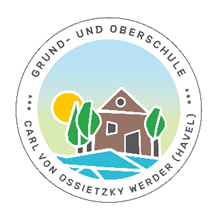 GRUND- UND OBERSCHULE
CARL VON OSSIETZKY WERDER (HAVEL)